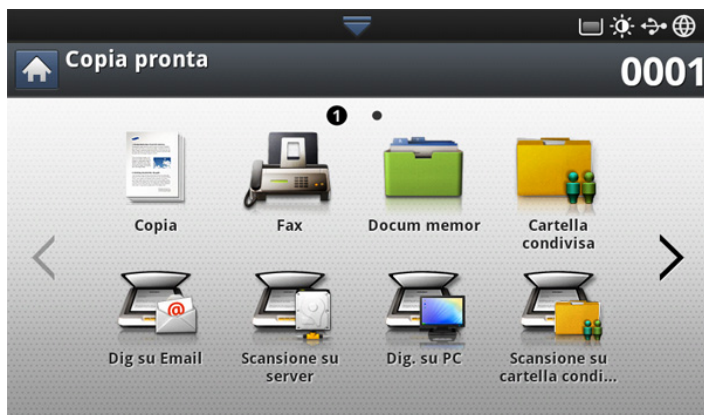 Copia pronta
0001
1
Copia
Fax
Docum memor
Cartella
condivisa
Dig su Email
Scansione su
server
Dig. su PC
Scansione su
cartella condi...